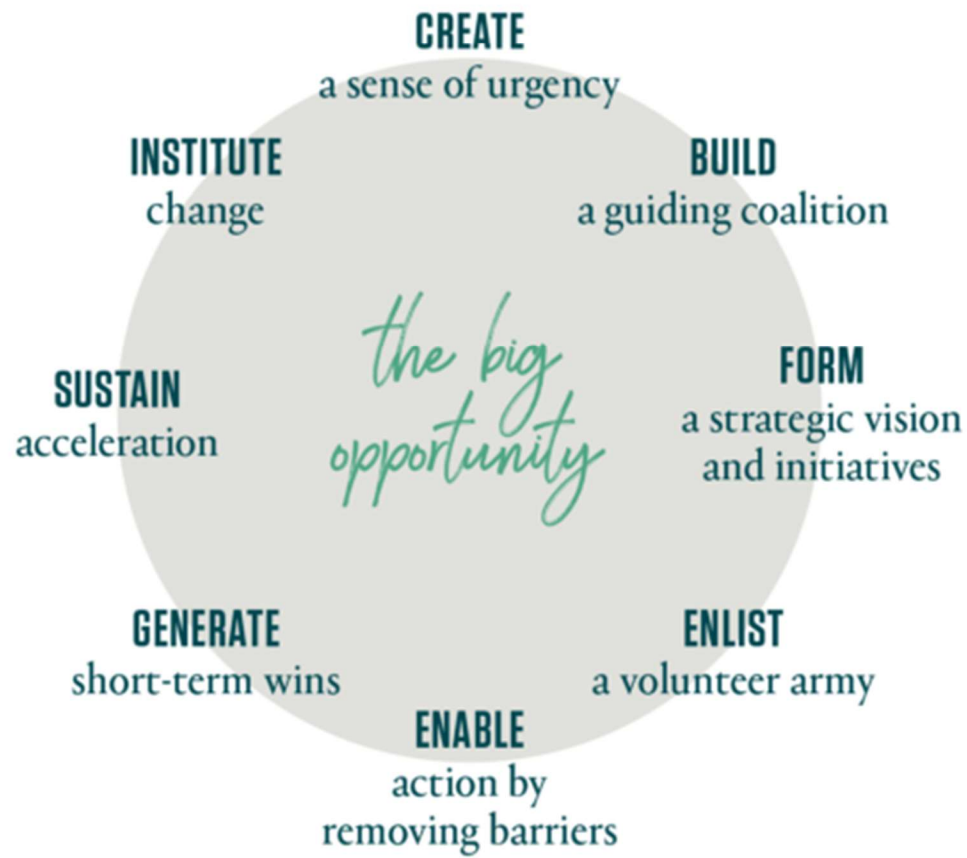 CREATE
a sense of urgency
BUILD
a guiding coalition
FORM
a strategic vision
and initiatives
ENLIST
a volunteer army
ENABLE
action by
removing barriers
GENERATE
short-term wins
SUSTAIN
acceleration
INSTITUTE
change
the big
opportunity